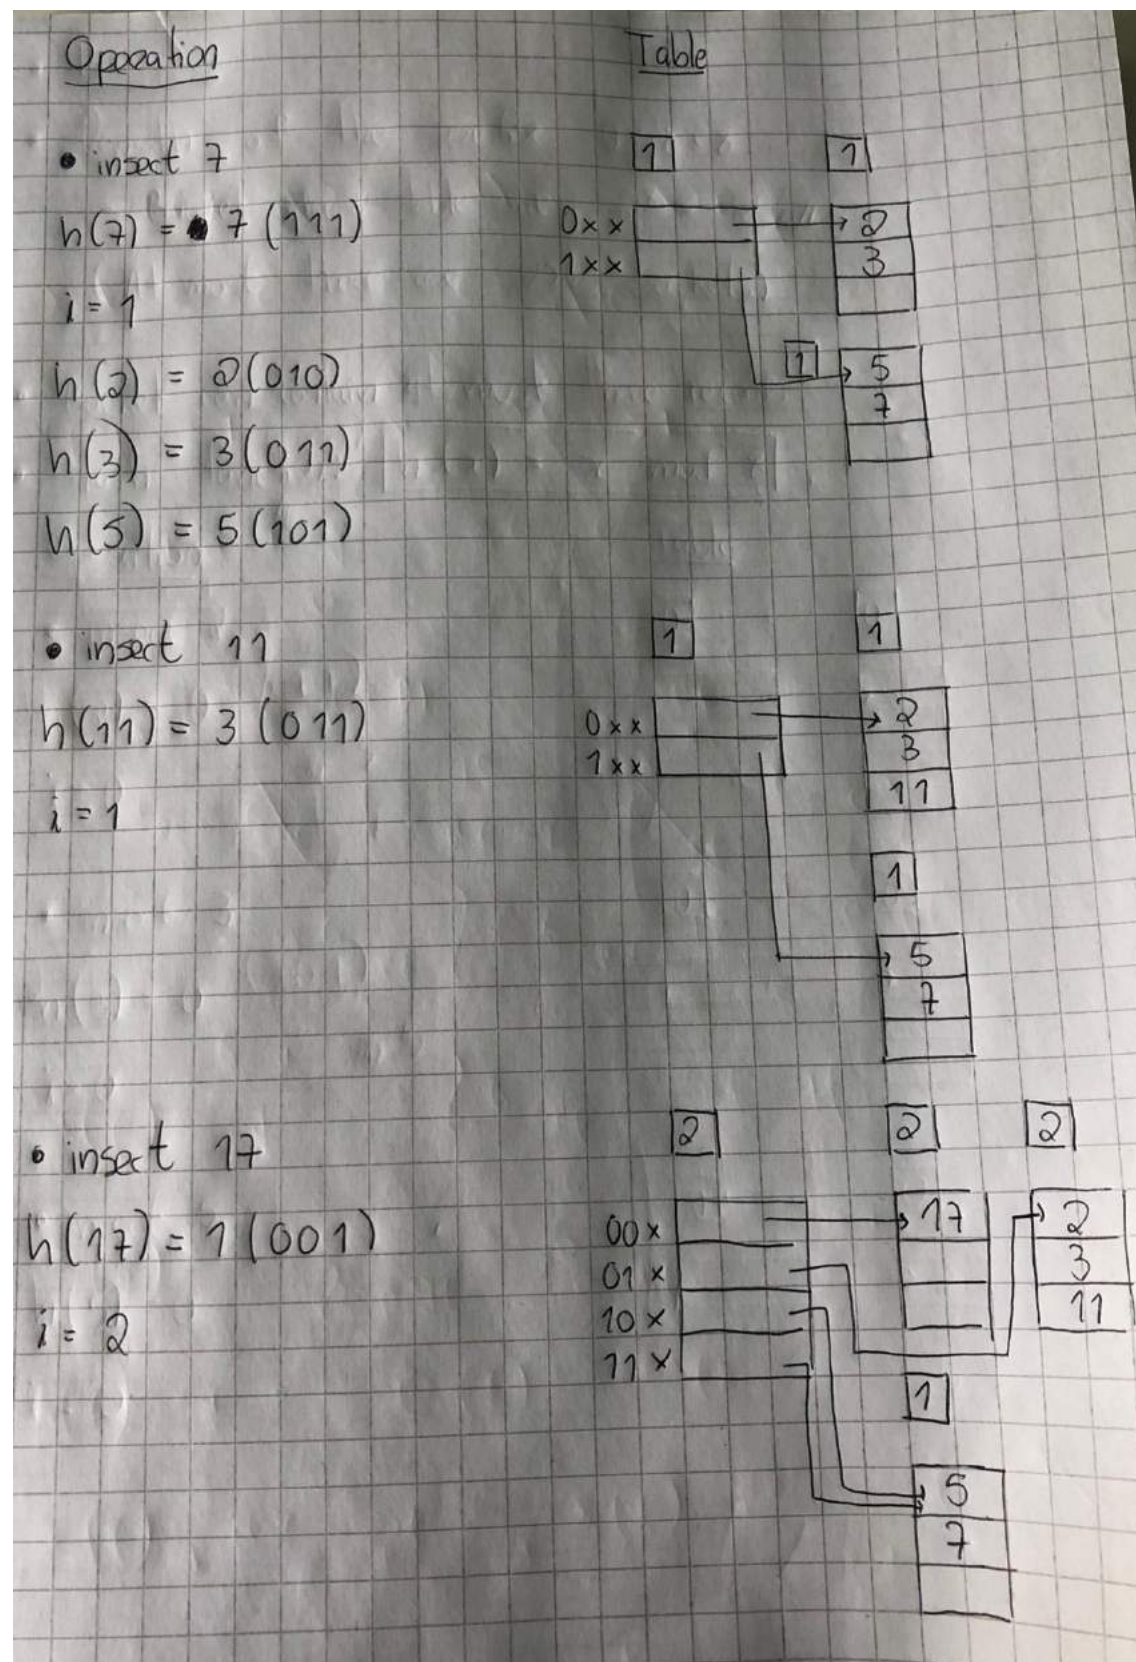 Operation Table
• insert 7 1 1
h(7) = 7 (111) 0xx 2
1xx 3
i = 1
h(2) = 2(010) 1 5
7
h(3) = 3(011)
h(5) = 5(101)
• insert 11 1 1
h(11) = 3 (011) 0xx 2
1xx 3
i = 1 11
1
5
7
• insert 17 2 2 2
h(17) = 1(001) 00x 17 2
01x 3
i = 2 10x 11
11x
1
5
7